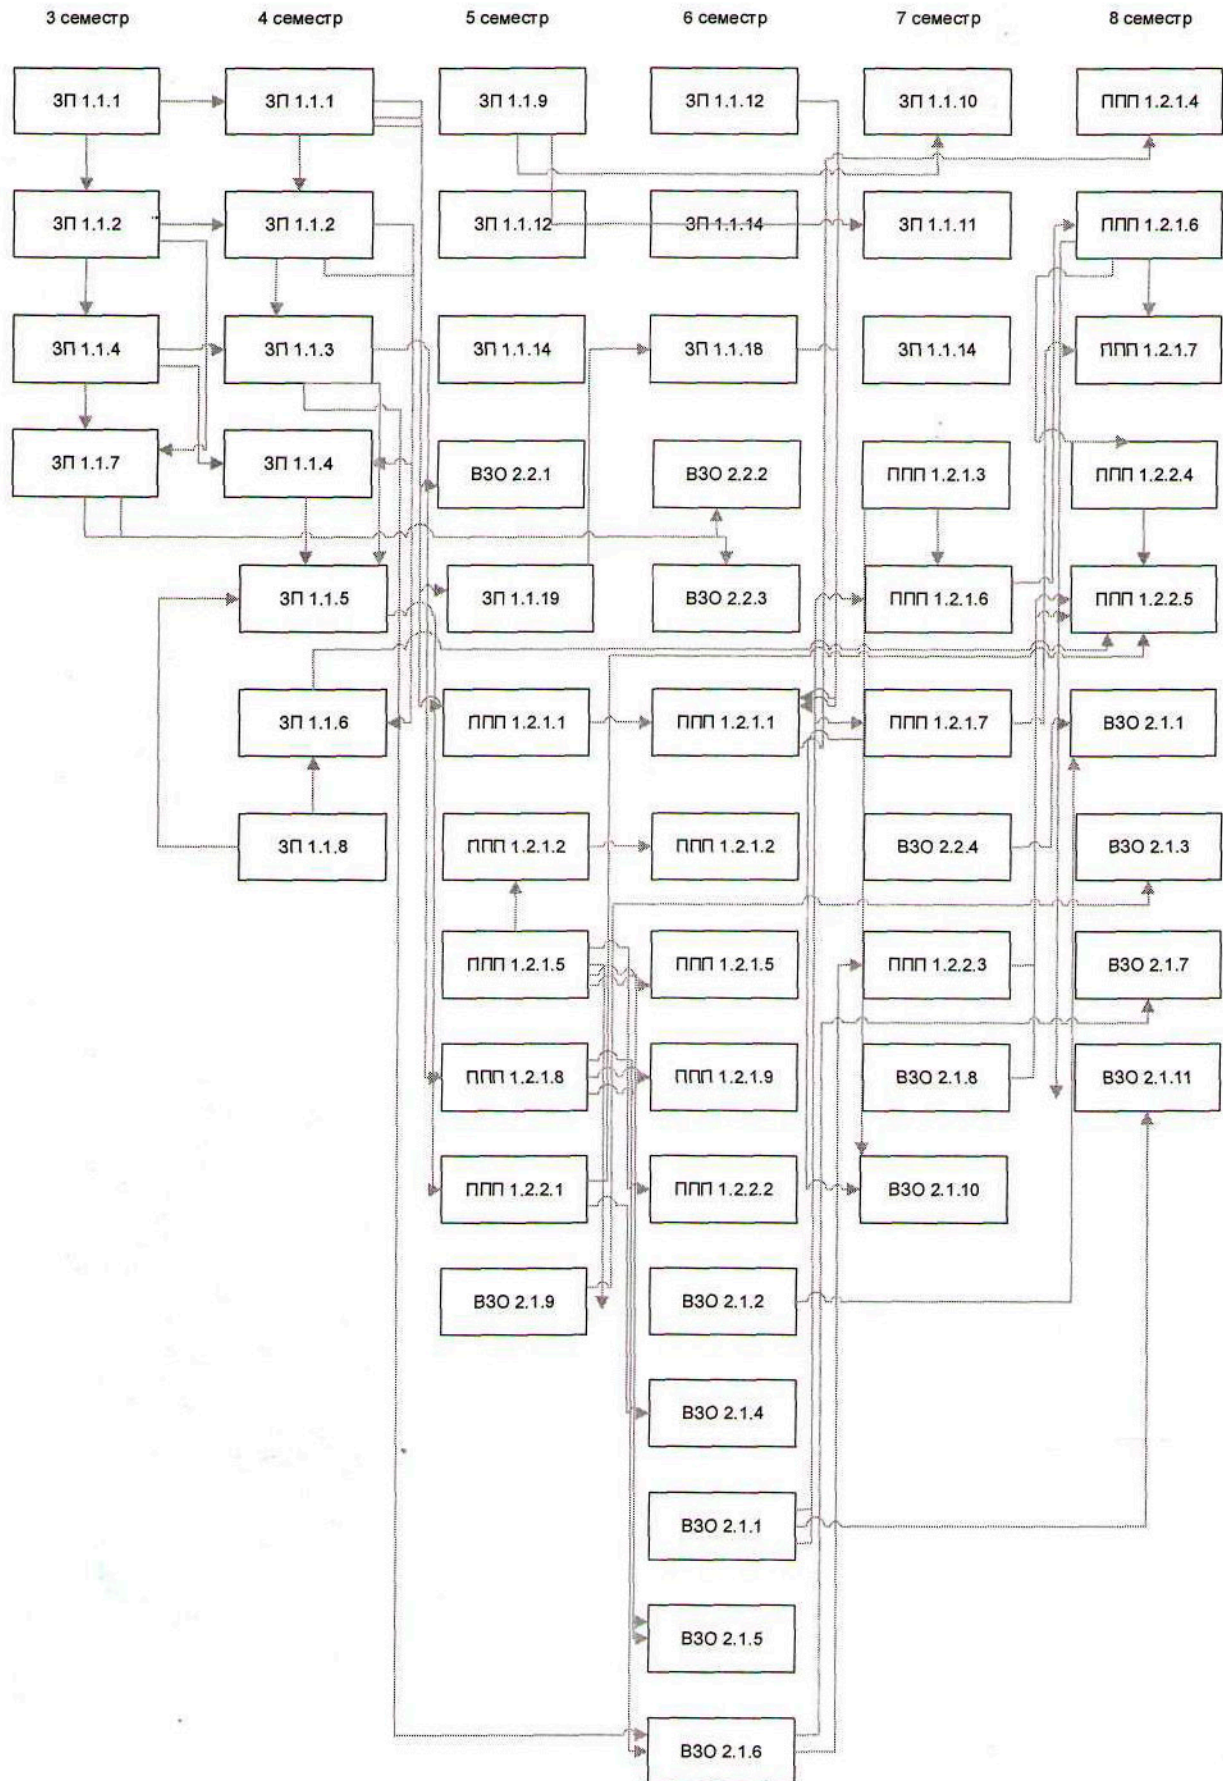 3 семестр 4 семестр 5 семестр 6 семестр 7 семестр 8 семестр
ЗП 1.1.1 ЗП 1.1.1 ЗП 1.1.9 ЗП 1.1.12 ЗП 1.1.10 ППП 1.2.1.4
ЗП 1.1.2 ЗП 1.1.2 ЗП 1.1.12 ЗП 1.1.14 ЗП 1.1.11 ППП 1.2.1.6
ЗП 1.1.4 ЗП 1.1.3 ЗП 1.1.14 ЗП 1.1.18 ЗП 1.1.14 ППП 1.2.1.7
ЗП 1.1.7 ЗП 1.1.4 ВЗО 2.2.1 ВЗО 2.2.2 ППП 1.2.1.3 ППП 1.2.2.4
ЗП 1.1.5 ЗП 1.1.19 ВЗО 2.2.3 ППП 1.2.1.6 ППП 1.2.2.5
ЗП 1.1.6 ППП 1.2.1.1 ППП 1.2.1.1 ППП 1.2.1.7 ВЗО 2.1.1
ЗП 1.1.8 ППП 1.2.1.2 ППП 1.2.1.2 ВЗО 2.2.4 ВЗО 2.1.3
ППП 1.2.1.5 ППП 1.2.1.5 ППП 1.2.2.3 ВЗО 2.1.7
ППП 1.2.1.8 ППП 1.2.1.9 ВЗО 2.1.8 ВЗО 2.1.11
ППП 1.2.2.1 ППП 1.2.2.2 ВЗО 2.1.10
ВЗО 2.1.9 ВЗО 2.1.2
ВЗО 2.1.4
ВЗО 2.1.1
ВЗО 2.1.5
ВЗО 2.1.6